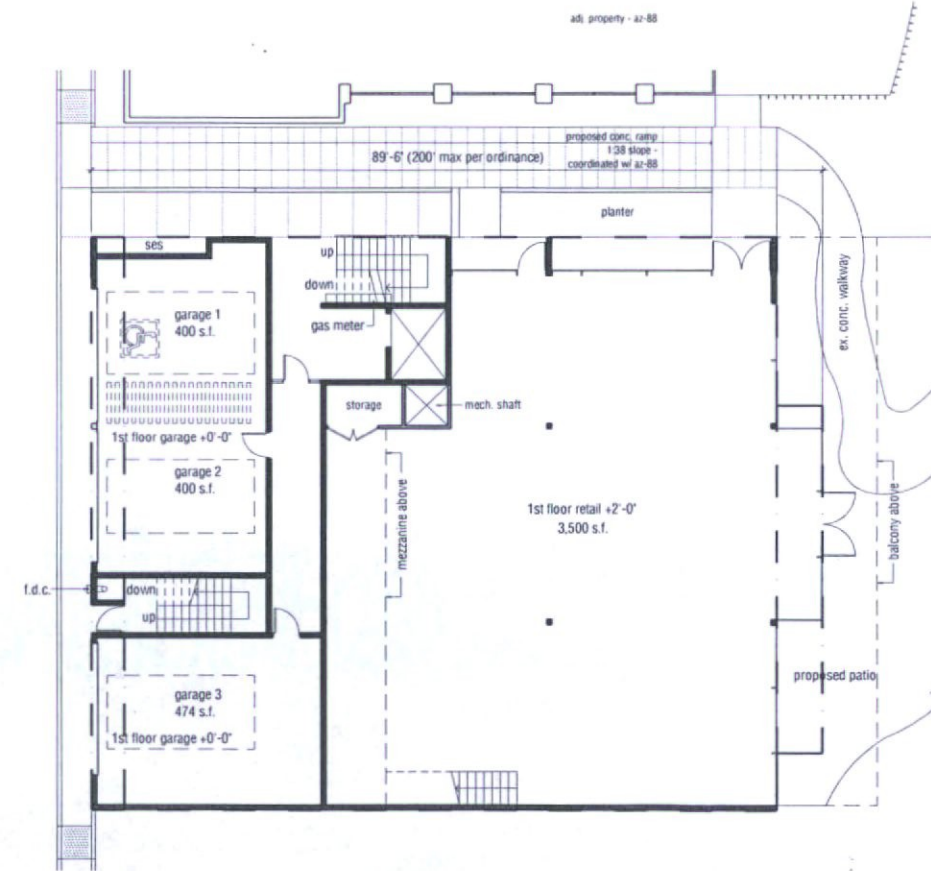 adj. property - az-88
proposed conc. ramp
1:38 slope -
coordinated w/ az-88
89'-6" (200' max per ordinance)
planter
ses
up
down
gas meter
garage 1
400 s.f.
ex. conc. walkway
storage
mech. shaft
1st floor garage +0'-0"
garage 2
400 s.f.
mezzanine above
1st floor retail +2'-0"
3,500 s.f.
balcony above
f.d.c.
down
up
garage 3
474 s.f.
1st floor garage +0'-0"
proposed patio